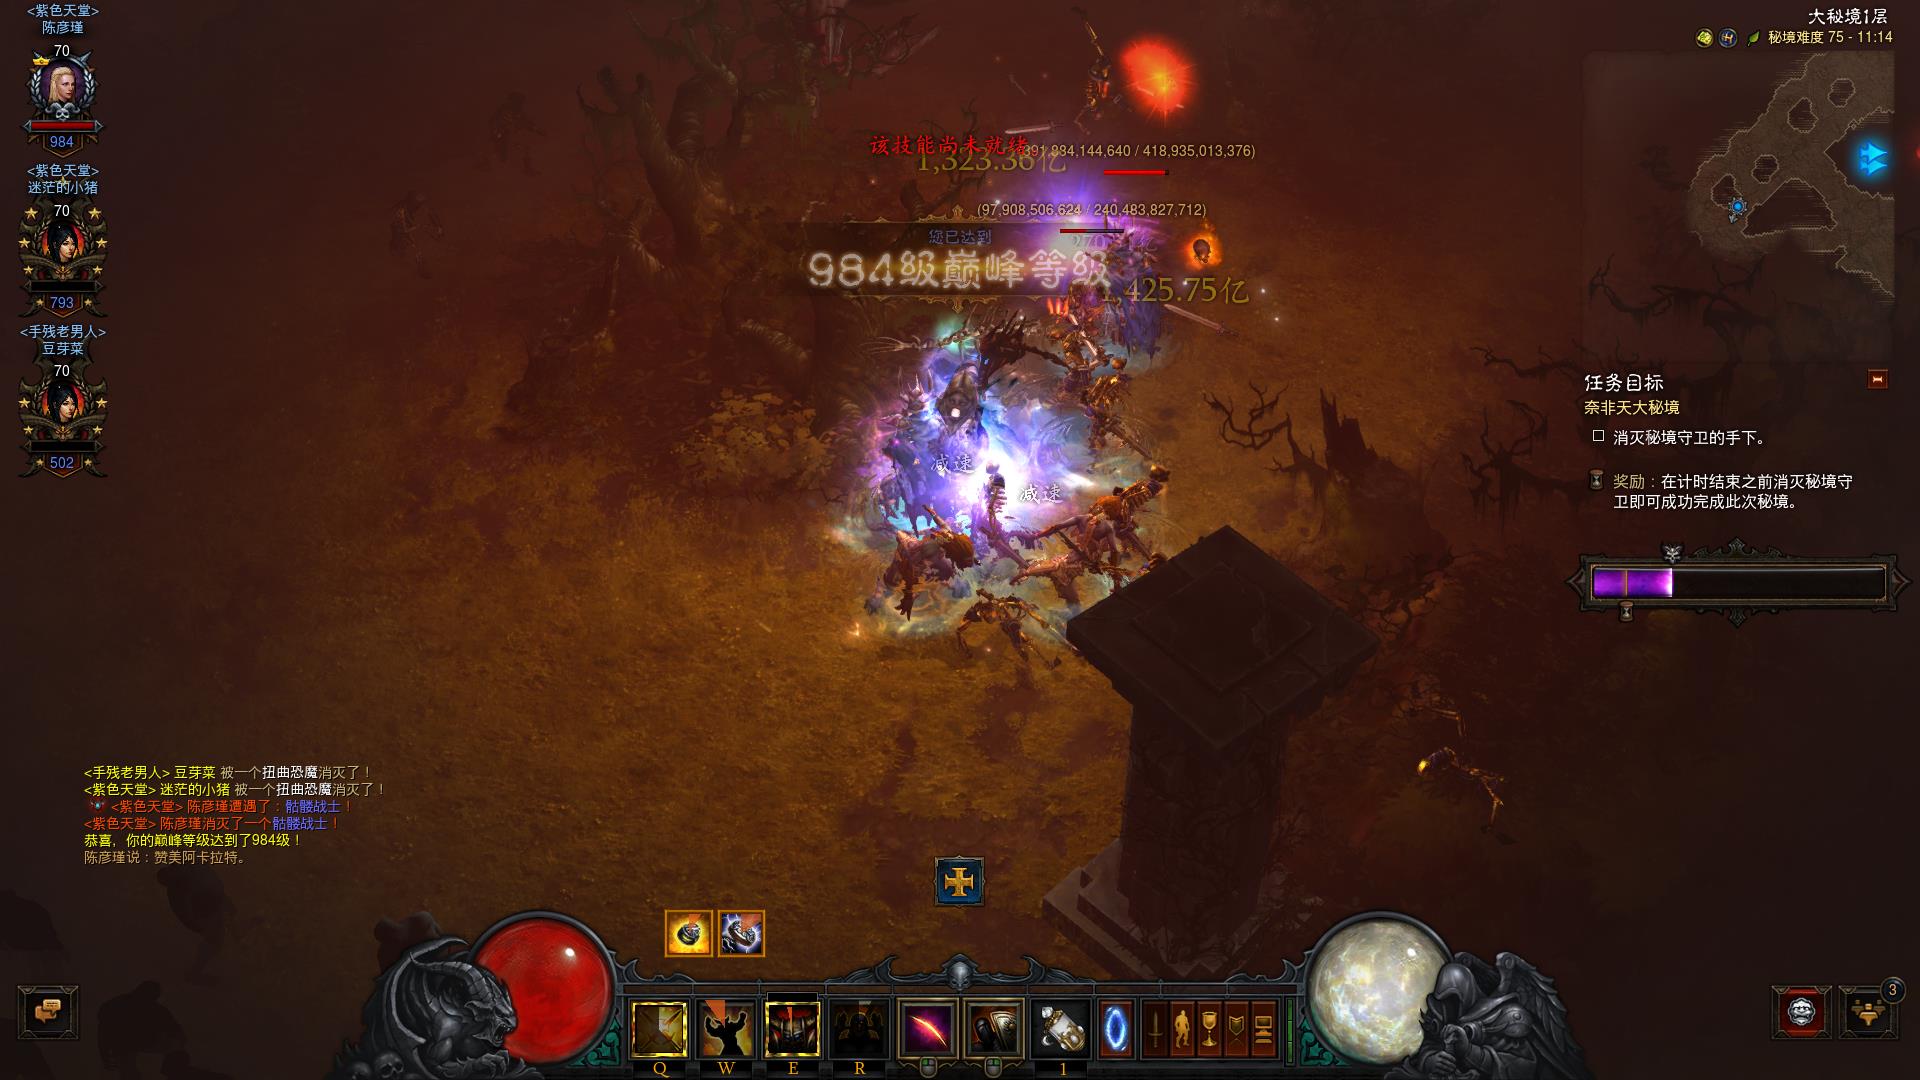 <紫色天堂>
陈彦瑾
70
984
<紫色天堂>
迷茫的小猪
70
793
<手残老男人>
豆芽菜
70
502
大秘境1层
秘境难度 75 - 11:14
该技能尚未就绪
1,323.36亿
391,884,144,640 / 418,935,013,376)
(97,908,506,624 / 240,483,827,712)
您已达到
984级巅峰等级
1,425.75亿
减速
减速
任务目标
奈非天大秘境
消灭秘境守卫的手下。
奖励：在计时结束之前消灭秘境守
卫即可成功完成此次秘境。
<手残老男人> 豆芽菜 被一个扭曲恐魔消灭了！
<紫色天堂> 迷茫的小猪 被一个扭曲恐魔消灭了！
<紫色天堂> 陈彦瑾遭遇了：骷髅战士！
<紫色天堂> 陈彦瑾消灭了一个骷髅战士！
恭喜，你的巅峰等级达到了984级！
陈彦瑾说：赞美阿卡拉特。
Q
W
E
R
1
3